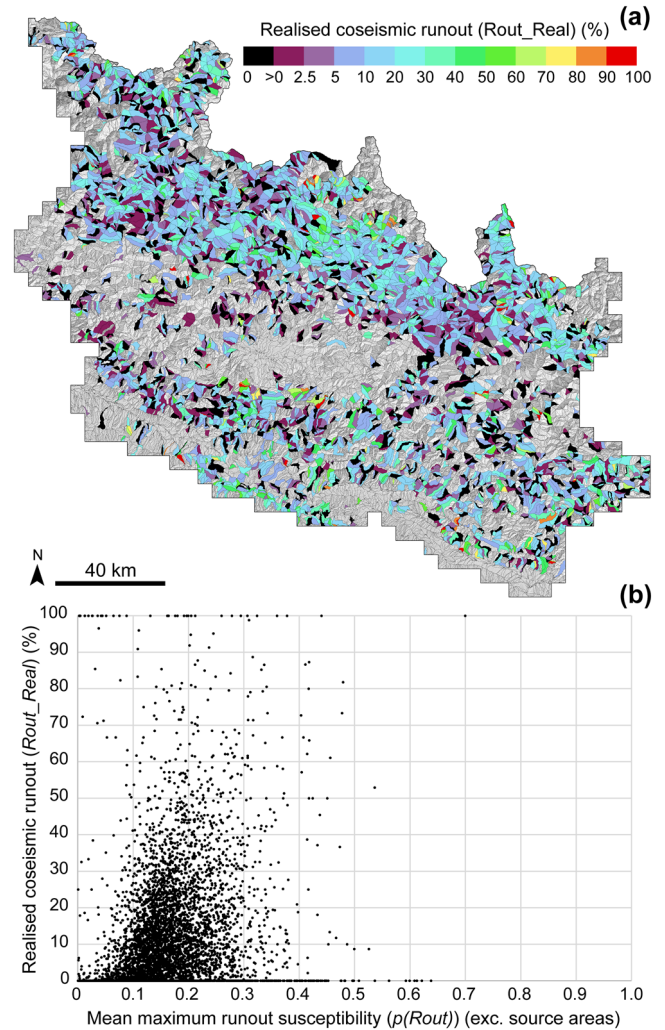 (a)
Realised coseismic runout (Rout_Real) (%)
0 >0 2.5 5 10 20 30 40 50 60 70 80 90 100
N
40 km
(b)
100
90
80
70
60
50
40
30
20
10
0
Realised coseismic runout (Rout_Real) (%)
0 0.1 0.2 0.3 0.4 0.5 0.6 0.7 0.8 0.9 1.0
Mean maximum runout susceptibility (p(Rout)) (exc. source areas)